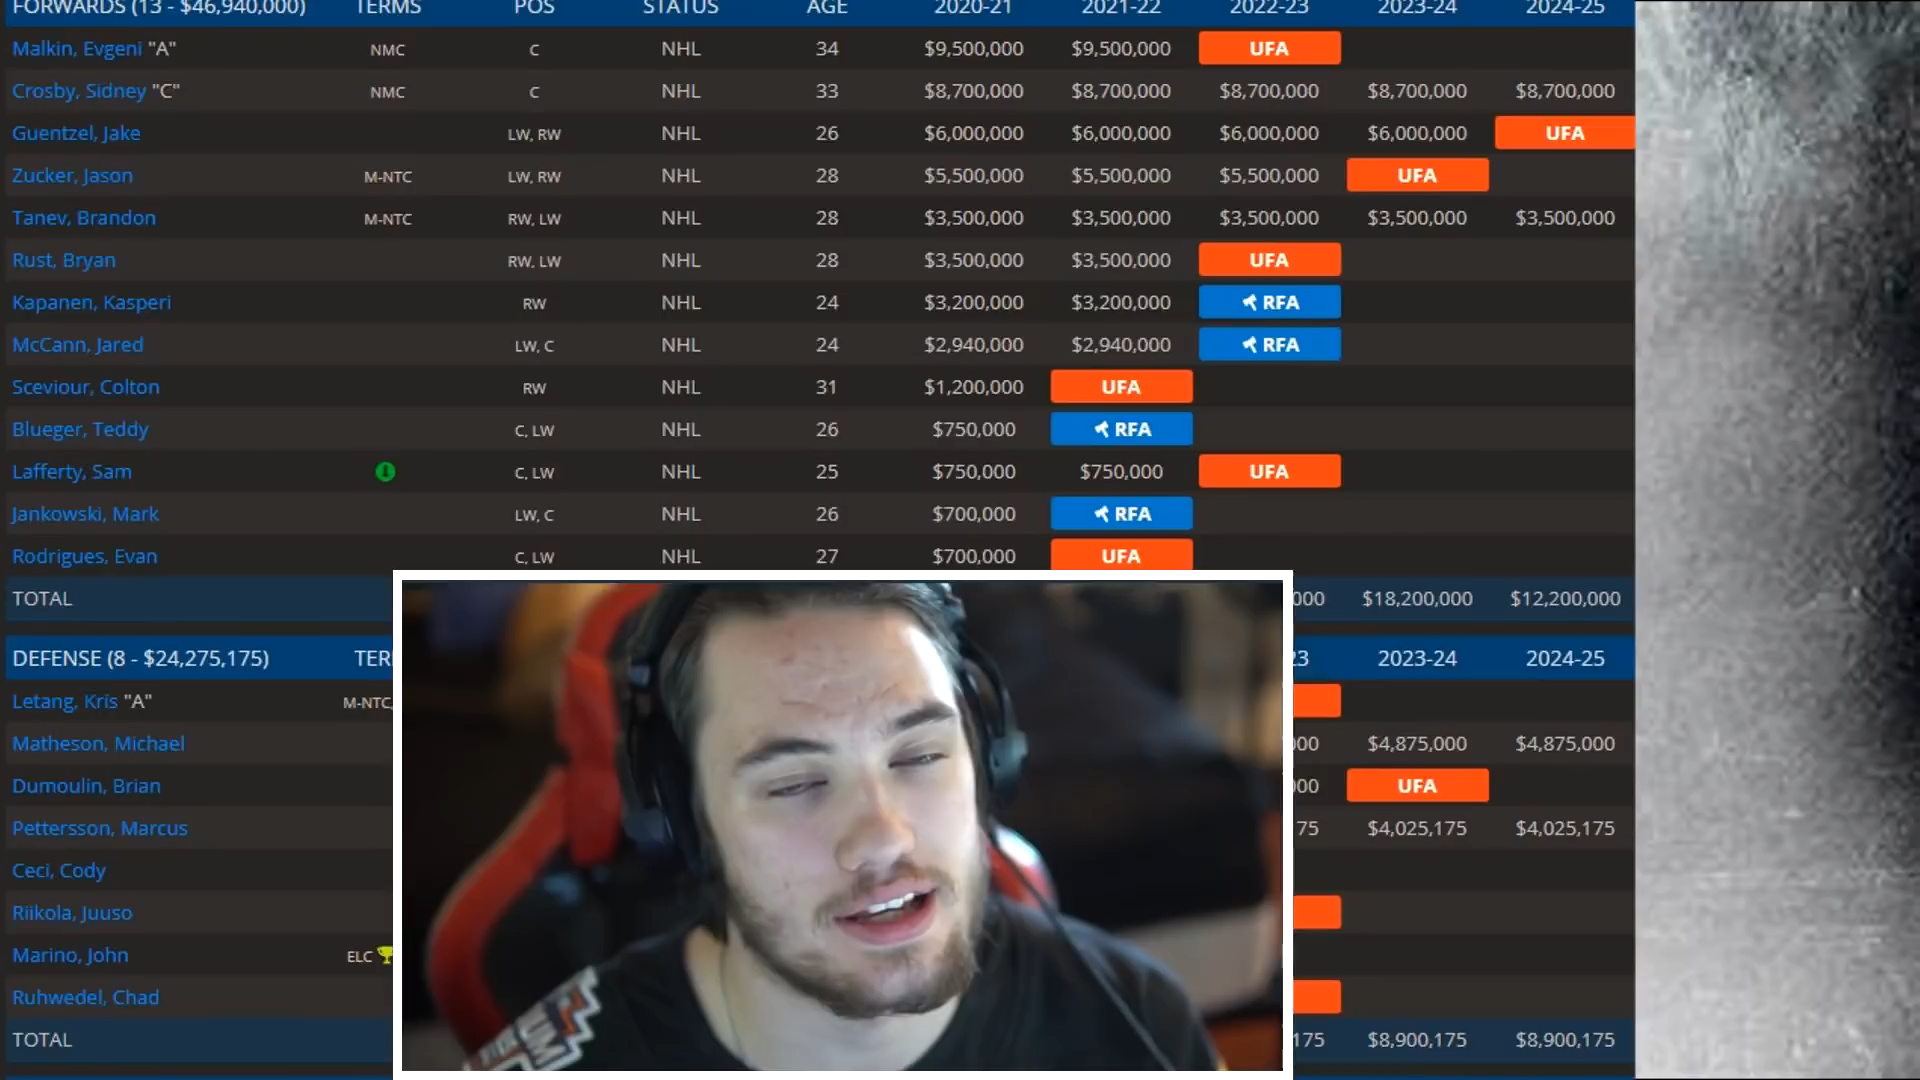 FORWARDS (13 - $46,940,000) TERMS POS STATUS AGE 2020-21 2021-22 2022-23 2023-24 2024-25
Malkin, Evgeni "A" NMC C NHL 34 $9,500,000 $9,500,000 UFA
Crosby, Sidney "C" NMC C NHL 33 $8,700,000 $8,700,000 $8,700,000 $8,700,000 $8,700,000
Guentzel, Jake LW, RW NHL 26 $6,000,000 $6,000,000 $6,000,000 $6,000,000 UFA
Zucker, Jason M-NTC LW, RW NHL 28 $5,500,000 $5,500,000 $5,500,000 UFA
Tanev, Brandon M-NTC RW, LW NHL 28 $3,500,000 $3,500,000 $3,500,000 $3,500,000 $3,500,000
Rust, Bryan RW, LW NHL 28 $3,500,000 $3,500,000 UFA
Kapanen, Kasperi RW NHL 24 $3,200,000 $3,200,000 RFA
McCann, Jared LW, C NHL 24 $2,940,000 $2,940,000 RFA
Sceviour, Colton RW NHL 31 $1,200,000 UFA
Blueger, Teddy C, LW NHL 26 $750,000 RFA
Lafferty, Sam C, LW NHL 25 $750,000 $750,000 UFA
Jankowski, Mark LW, C NHL 26 $700,000 RFA
Rodrigues, Evan C, LW NHL 27 $700,000 UFA
TOTAL 000 $18,200,000 $12,200,000
DEFENSE (8 - $24,275,175) TER 23 2023-24 2024-25
Letang, Kris "A" M-NTC,
Matheson, Michael 000 $4,875,000 $4,875,000
Dumoulin, Brian 000 UFA
Pettersson, Marcus 75 $4,025,175 $4,025,175
Ceci, Cody
Riikola, Juuso
Marino, John ELC
Ruhwedel, Chad
TOTAL 175 $8,900,175 $8,900,175